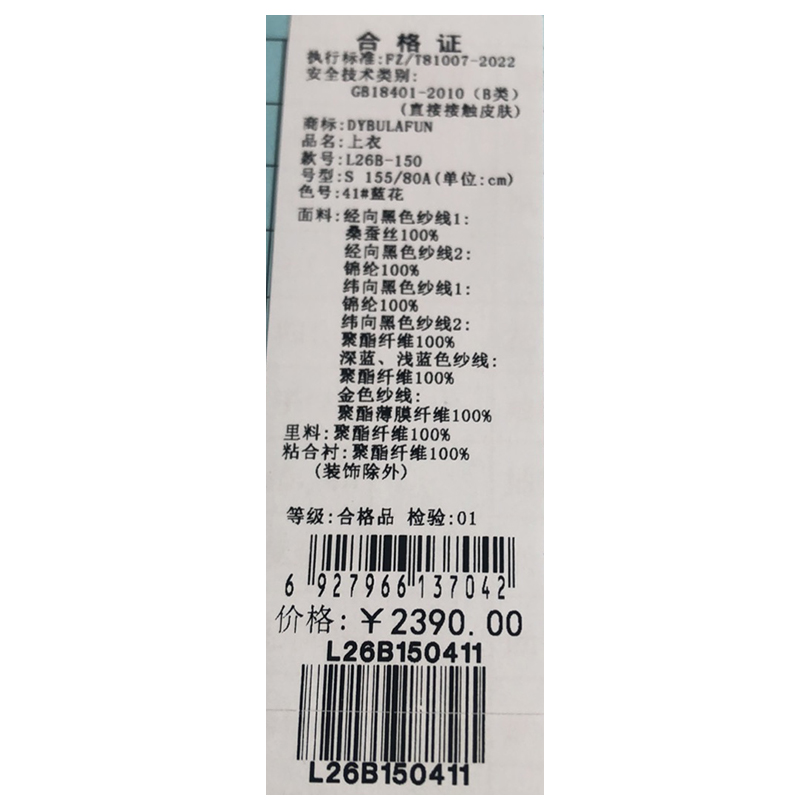 合格证
执行标准:FZ/T81007-2022
安全技术类别:
GB18401-2010（B类）
(直接接触皮肤)
商标:DYBULAFUN
品名:上衣
款号:L26B-150
号型:S 155/80A(单位:cm)
色号:41#蓝花
面料:经向黑色纱线1:
桑蚕丝100%
经向黑色纱线2:
锦纶100%
纬向黑色纱线1:
锦纶100%
纬向黑色纱线2:
聚酯纤维100%
深蓝、浅蓝色纱线:
聚酯纤维100%
金色纱线:
聚酯薄膜纤维100%
里料:聚酯纤维100%
粘合衬:聚酯纤维100%
(装饰除外)
等级:合格品 检验:01
6 927966 137042
价格:￥2390.00
L26B150411
L26B150411